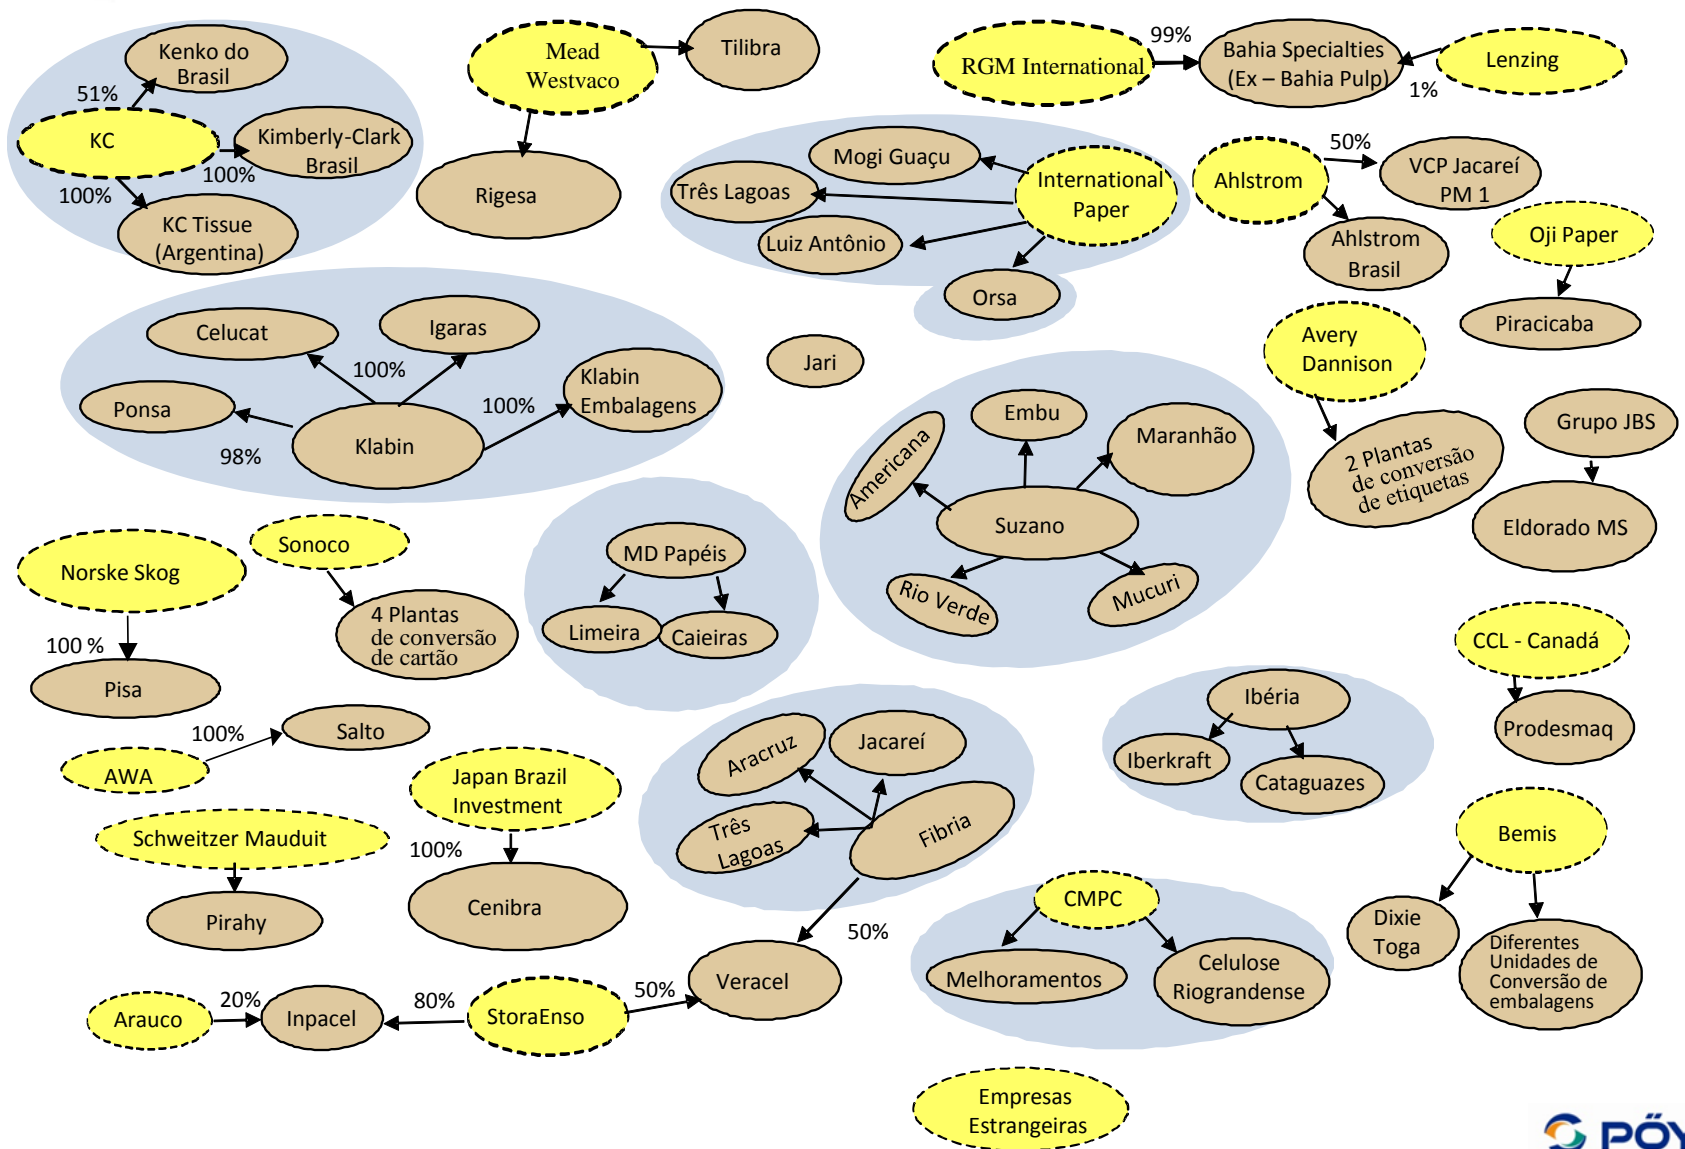 Kenko do
Brasil
51%
KC
Kimberly-Clark
Brasil
100%
100%
KC Tissue
(Argentina)
Mead
Westvaco
Tilibra
Rigesa
RGM International
99%
Bahia Specialties
(Ex – Bahia Pulp)
1%
Lenzing
Mogi Guaçu
Três Lagoas
International
Paper
Luiz Antônio
Orsa
Ahlstrom
50%
VCP Jacareí
PM 1
Ahlstrom
Brasil
Oji Paper
Piracicaba
Celucat
Igaras
100%
Klabin
Embalagens
100%
Ponsa
98%
Klabin
Jari
Avery
Dannison
2 Plantas
de conversão
de etiquetas
Grupo JBS
Eldorado MS
Embu
Maranhão
Americana
Suzano
Rio Verde
Mucuri
Norske Skog
100 %
Pisa
Sonoco
4 Plantas
de conversão
de cartão
MD Papéis
Limeira
Caieiras
CCL - Canadá
Prodesmaq
Salto
100%
AWA
Japan Brazil
Investment
100%
Cenibra
Schweitzer Mauduit
Pirahy
Aracruz
Jacareí
Três
Lagoas
Fibria
50%
Veracel
Ibéria
Iberkraft
Cataguazes
Bemis
Dixie
Toga
Diferentes
Unidades de
Conversão de
embalagens
CMPC
Melhoramentos
Celulose
Riograndense
Arauco
20%
Inpacel
80%
StoraEnso
50%
Empresas
Estrangeiras
PÖY